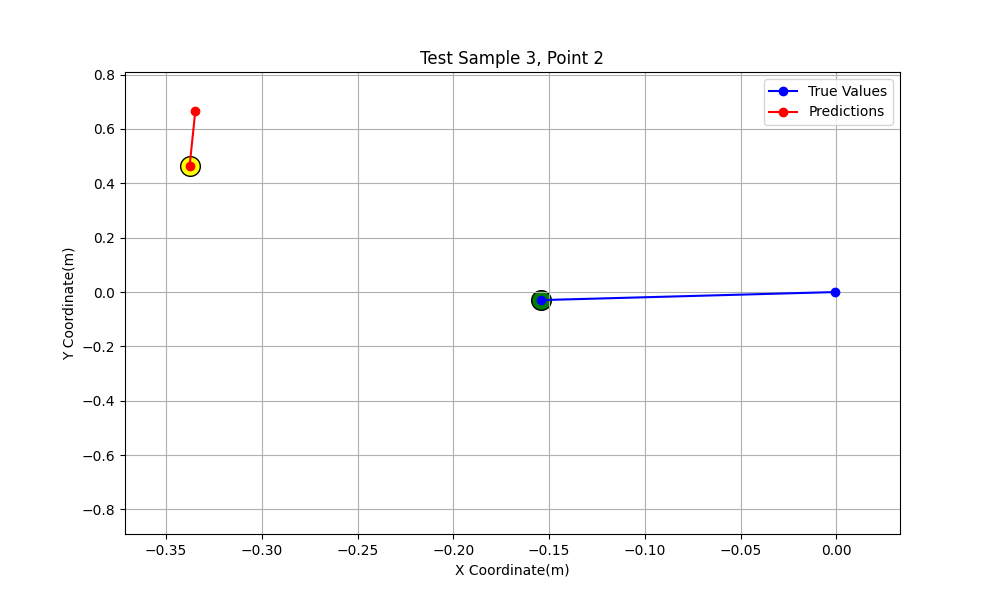 Test Sample 3, Point 2
True Values
Predictions
0.8
0.6
0.4
0.2
0.0
−0.2
−0.4
−0.6
−0.8
Y Coordinate(m)
−0.35 −0.30 −0.25 −0.20 −0.15 −0.10 −0.05 0.00
X Coordinate(m)